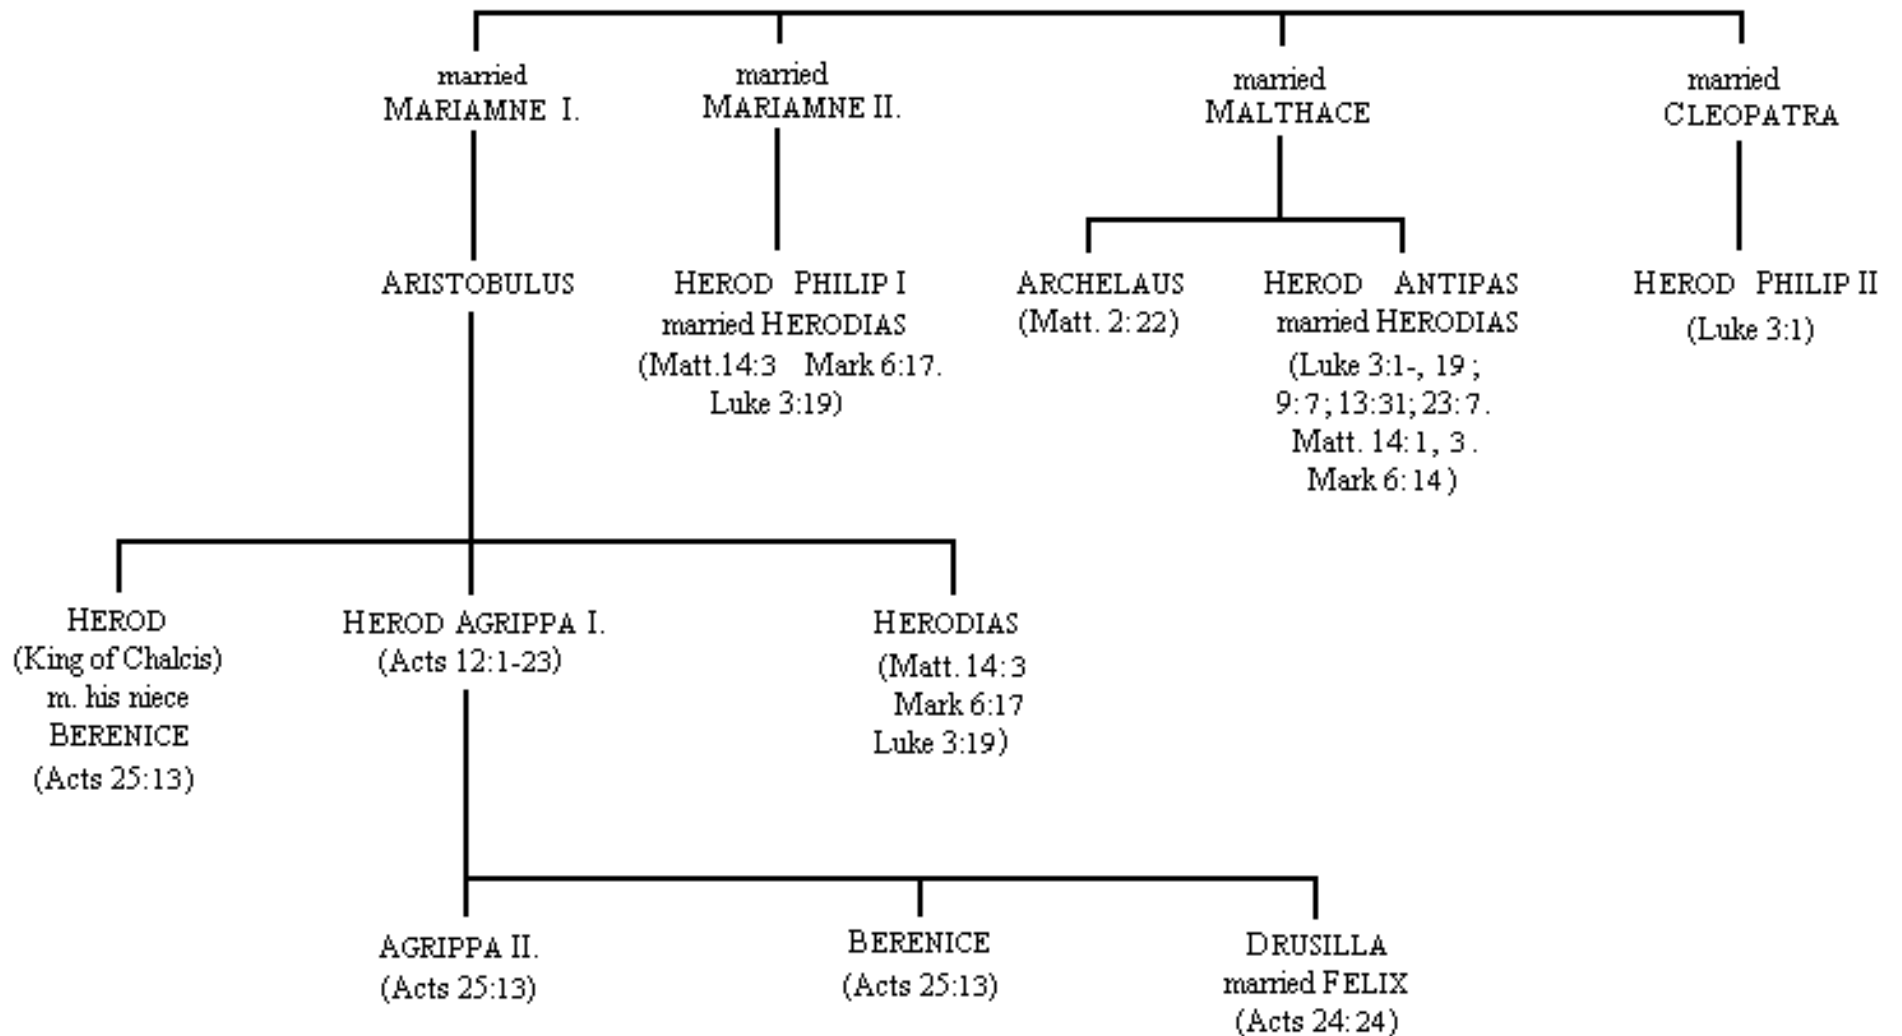 married
MARIAMNE I.
married
MARIAMNE II.
married
MALTHACE
married
CLEOPATRA
ARISTOBULUS
HEROD PHILIP I
married HERODIAS
(Matt.14:3 Mark 6:17.
Luke 3:19)
ARCHELAUS
(Matt. 2:22)
HEROD ANTIPAS
married HERODIAS
(Luke 3:1-, 19 ;
9:7; 13:31; 23:7.
Matt. 14:1, 3 .
Mark 6:14 )
HEROD PHILIP II
(Luke 3:1)
HEROD
(King of Chalcis)
m. his niece
BERENICE
(Acts 25:13)
HEROD AGRIPPA I.
(Acts 12:1-23)
HERODIAS
(Matt. 14:3
Mark 6:17
Luke 3:19)
AGRIPPA II.
(Acts 25:13)
BERENICE
(Acts 25:13)
DRUSILLA
married FELIX
(Acts 24:24)